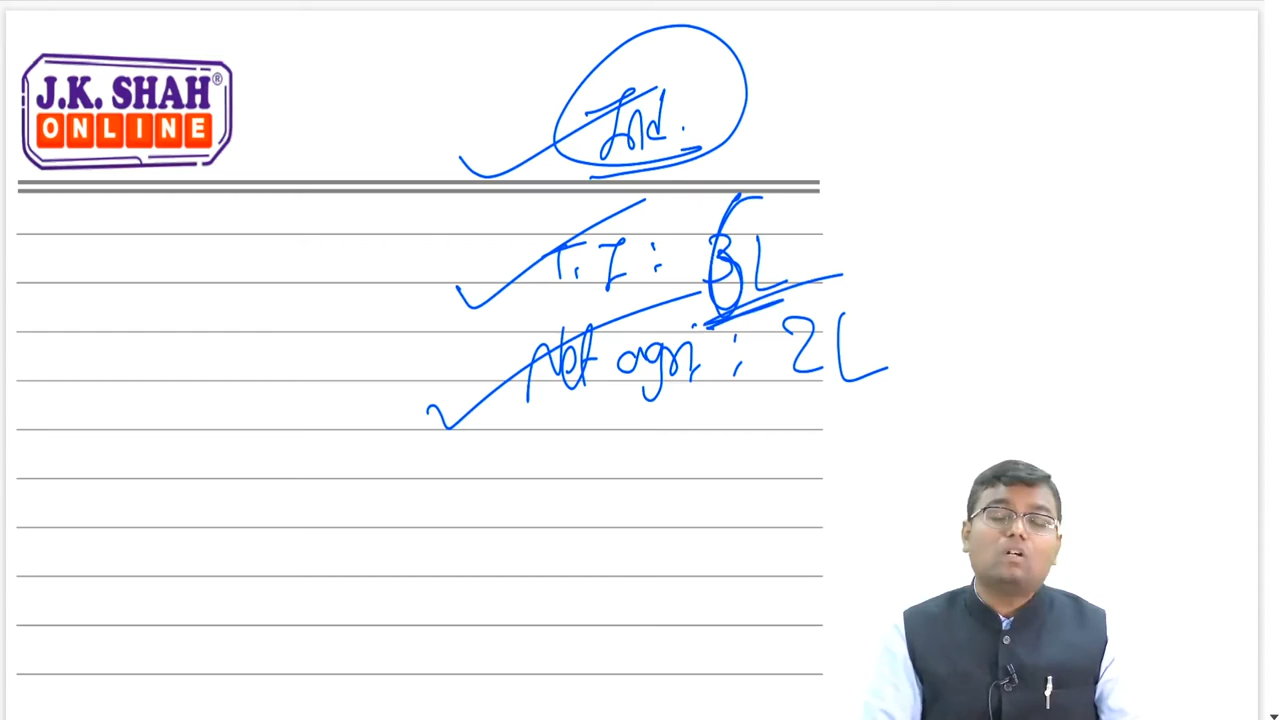 J.K. SHAH®
ONLINE
Ind.
T.I : 3L
Net agri : 2L